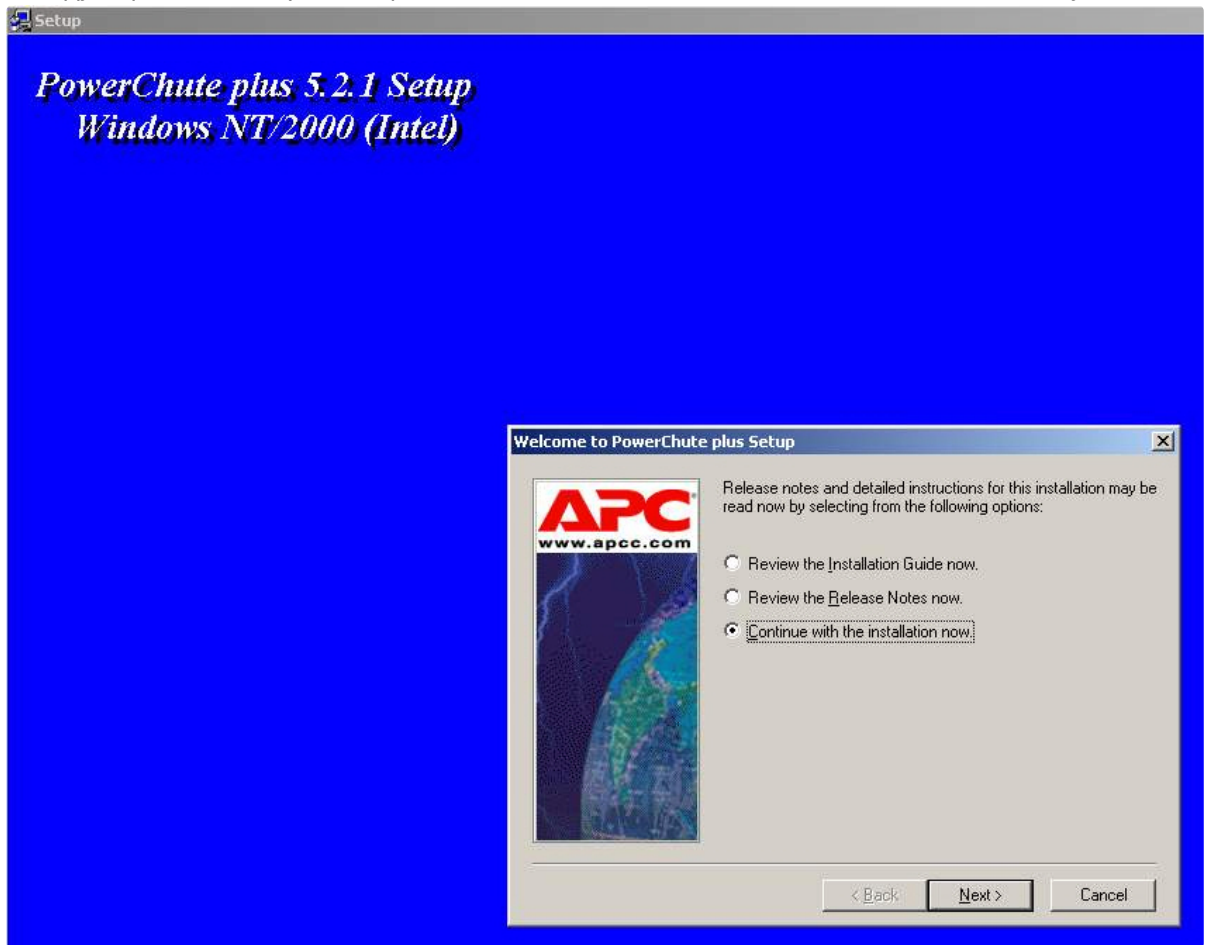 Setup
PowerChute plus 5.2.1 Setup
Windows NT/2000 (Intel)
Welcome to PowerChute plus Setup
APC
www.apcc.com
Release notes and detailed instructions for this installation may be
read now by selecting from the following options:
Review the Installation Guide now.
Review the Release Notes now.
Continue with the installation now.
< Back
Next >
Cancel